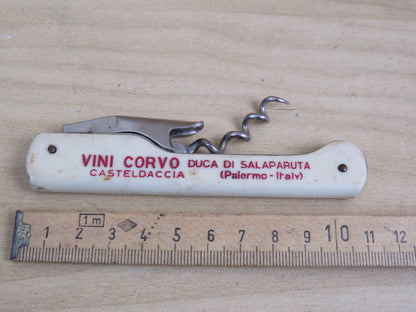 VINI CORVO DUCA DI SALAPARUTA
CASTELDACCIA (Palermo - Italy)
1 m
1 2 3 4 5 6 7 8 9 10 11 12